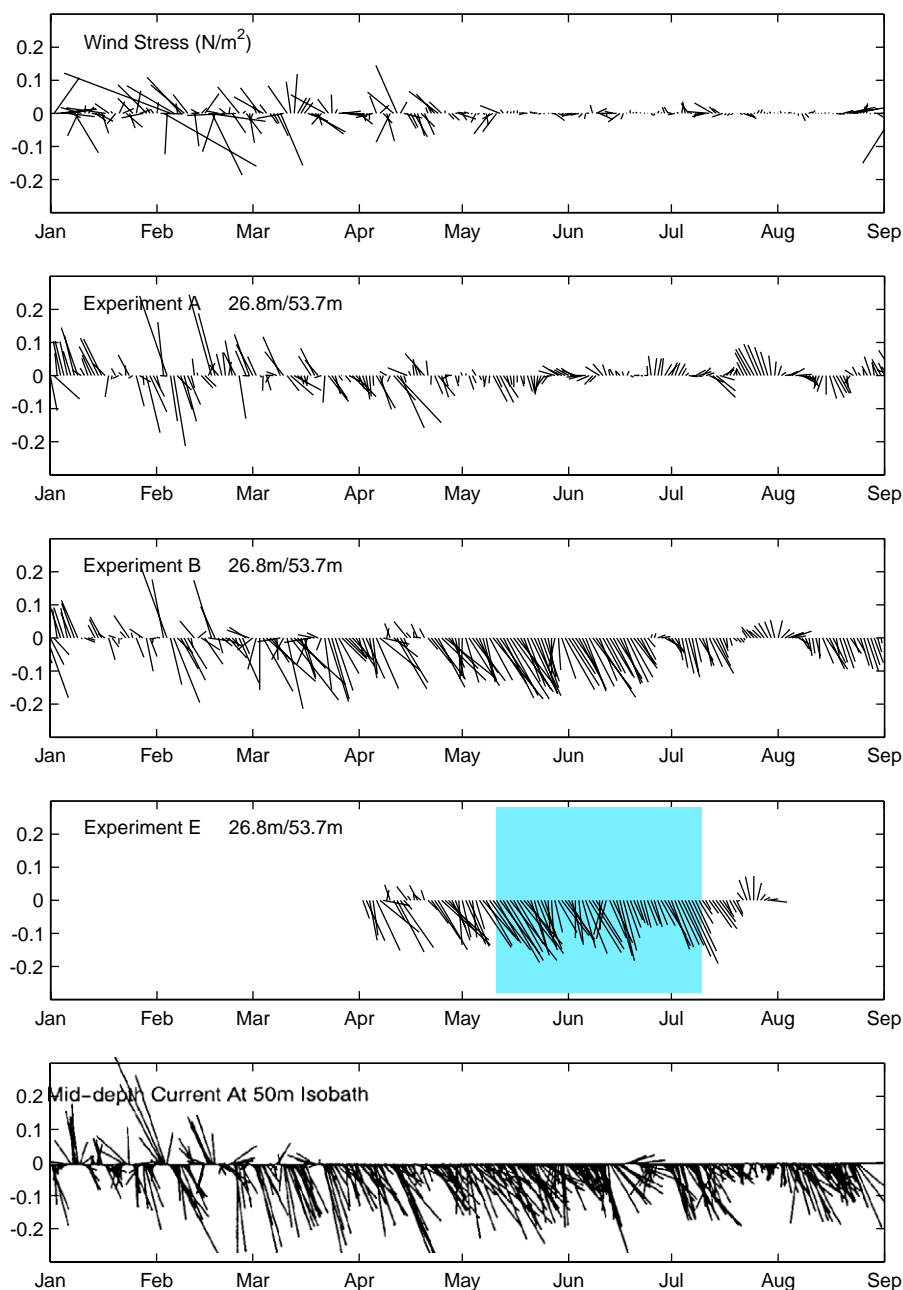 Wind Stress (N/m²)
0.2
0.1
0
-0.1
-0.2
Jan Feb Mar Apr May Jun Jul Aug Sep
Experiment A 26.8m/53.7m
0.2
0.1
0
-0.1
-0.2
Jan Feb Mar Apr May Jun Jul Aug Sep
Experiment B 26.8m/53.7m
0.2
0.1
0
-0.1
-0.2
Jan Feb Mar Apr May Jun Jul Aug Sep
Experiment E 26.8m/53.7m
0.2
0.1
0
-0.1
-0.2
Jan Feb Mar Apr May Jun Jul Aug Sep
Mid-depth Current At 50m Isobath
0.2
0.1
0
-0.1
-0.2
Jan Feb Mar Apr May Jun Jul Aug Sep